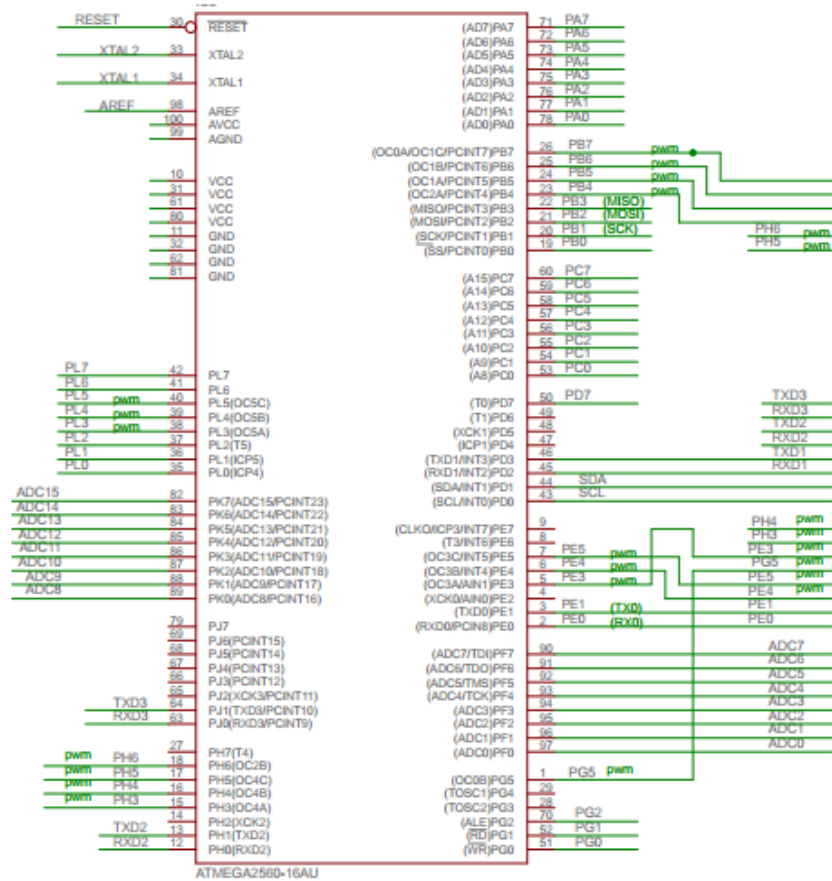 RESET 30 RESET
XTAL2 33 XTAL2
XTAL1 34 XTAL1
AREF 98 AREF
100 AVCC
99 AGND
10 VCC
31 VCC
61 VCC
80 VCC
11 GND
32 GND
62 GND
81 GND
PL7 42 PL7
PL6 41 PL6
PL5 pwm 40 PL5(OC5C)
PL4 pwm 39 PL4(OC5B)
PL3 pwm 38 PL3(OC5A)
PL2 37 PL2(T5)
PL1 36 PL1(ICP5)
PL0 35 PL0(ICP4)
ADC15 82 PK7(ADC15/PCINT23)
ADC14 83 PK6(ADC14/PCINT22)
ADC13 84 PK5(ADC13/PCINT21)
ADC12 85 PK4(ADC12/PCINT20)
ADC11 86 PK3(ADC11/PCINT19)
ADC10 87 PK2(ADC10/PCINT18)
ADC9 88 PK1(ADC9/PCINT17)
ADC8 89 PK0(ADC8/PCINT16)
79 PJ7
69 PJ6(PCINT15)
68 PJ5(PCINT14)
67 PJ4(PCINT13)
66 PJ3(PCINT12)
65 PJ2(XCK3/PCINT11)
TXD3 64 PJ1(TXD3/PCINT10)
RXD3 63 PJ0(RXD3/PCINT9)
27 PH7(T4)
pwm PH6 18 PH6(OC2B)
pwm PH5 17 PH5(OC4C)
pwm PH4 16 PH4(OC4B)
pwm PH3 15 PH3(OC4A)
14 PH2(XCK2)
TXD2 13 PH1(TXD2)
RXD2 12 PH0(RXD2)
(AD7)PA7 71 PA7
(AD6)PA6 72 PA6
(AD5)PA5 73 PA5
(AD4)PA4 74 PA4
(AD3)PA3 75 PA3
(AD2)PA2 76 PA2
(AD1)PA1 77 PA1
(AD0)PA0 78 PA0
(OC0A/OC1C/PCINT7)PB7 26 PB7 pwm
(OC1B/PCINT6)PB6 25 PB6 pwm
(OC1A/PCINT5)PB5 24 PB5 pwm
(OC2A/PCINT4)PB4 23 PB4 pwm
(MISO/PCINT3)PB3 22 PB3 (MISO)
(MOSI/PCINT2)PB2 21 PB2 (MOSI)
(SCK/PCINT1)PB1 20 PB1 (SCK) PH6 pwm
(SS/PCINT0)PB0 19 PB0 PH5 pwm
(A15)PC7 60 PC7
(A14)PC6 59 PC6
(A13)PC5 58 PC5
(A12)PC4 57 PC4
(A11)PC3 56 PC3
(A10)PC2 55 PC2
(A9)PC1 54 PC1
(A8)PC0 53 PC0
(T0)PD7 50 PD7 TXD3
(T1)PD6 49 RXD3
(XCK1)PD5 48 TXD2
(ICP1)PD4 47 RXD2
(TXD1/INT3)PD3 46 TXD1
(RXD1/INT2)PD2 45 RXD1
(SDA/INT1)PD1 44 SDA
(SCL/INT0)PD0 43 SCL
(CLKO/ICP3/INT7)PE7 9 PH4 pwm
(T3/INT6)PE6 8 PH3 pwm
(OC3C/INT5)PE5 7 PE5 pwm PE3 pwm
(OC3B/INT4)PE4 6 PE4 pwm PG5 pwm
(OC3A/AIN1)PE3 5 PE3 pwm PE5 pwm
(XCK0/AIN0)PE2 4 PE4 pwm
(TXD0)PE1 3 PE1 (TX0) PE1
(RXD0/PCIN8)PE0 2 PE0 (RX0) PE0
(ADC7/TDI)PF7 90 ADC7
(ADC6/TDO)PF6 91 ADC6
(ADC5/TMS)PF5 92 ADC5
(ADC4/TCK)PF4 93 ADC4
(ADC3)PF3 94 ADC3
(ADC2)PF2 95 ADC2
(ADC1)PF1 96 ADC1
(ADC0)PF0 97 ADC0
(OC0B)PG5 1 PG5 pwm
(TOSC1)PG4 29
(TOSC2)PG3 28
(ALE)PG2 70 PG2
(RD)PG1 52 PG1
(WR)PG0 51 PG0
ATMEGA2560-16AU